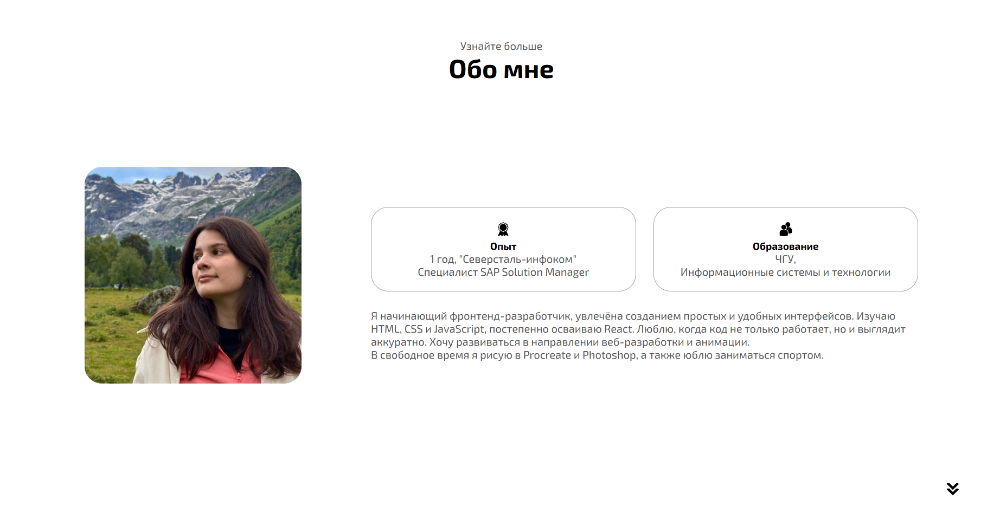 Узнайте больше
Обо мне
Опыт
1 год, "Северсталь-инфоком"
Специалист SAP Solution Manager
Образование
ЧГУ,
Информационные системы и технологии
Я начинающий фронтенд-разработчик, увлечёна созданием простых и удобных интерфейсов. Изучаю
HTML, CSS и JavaScript, постепенно осваиваю React. Люблю, когда код не только работает, но и выглядит
аккуратно. Хочу развиваться в направлении веб-разработки и анимации.
В свободное время я рисую в Procreate и Photoshop, а также юблю заниматься спортом.